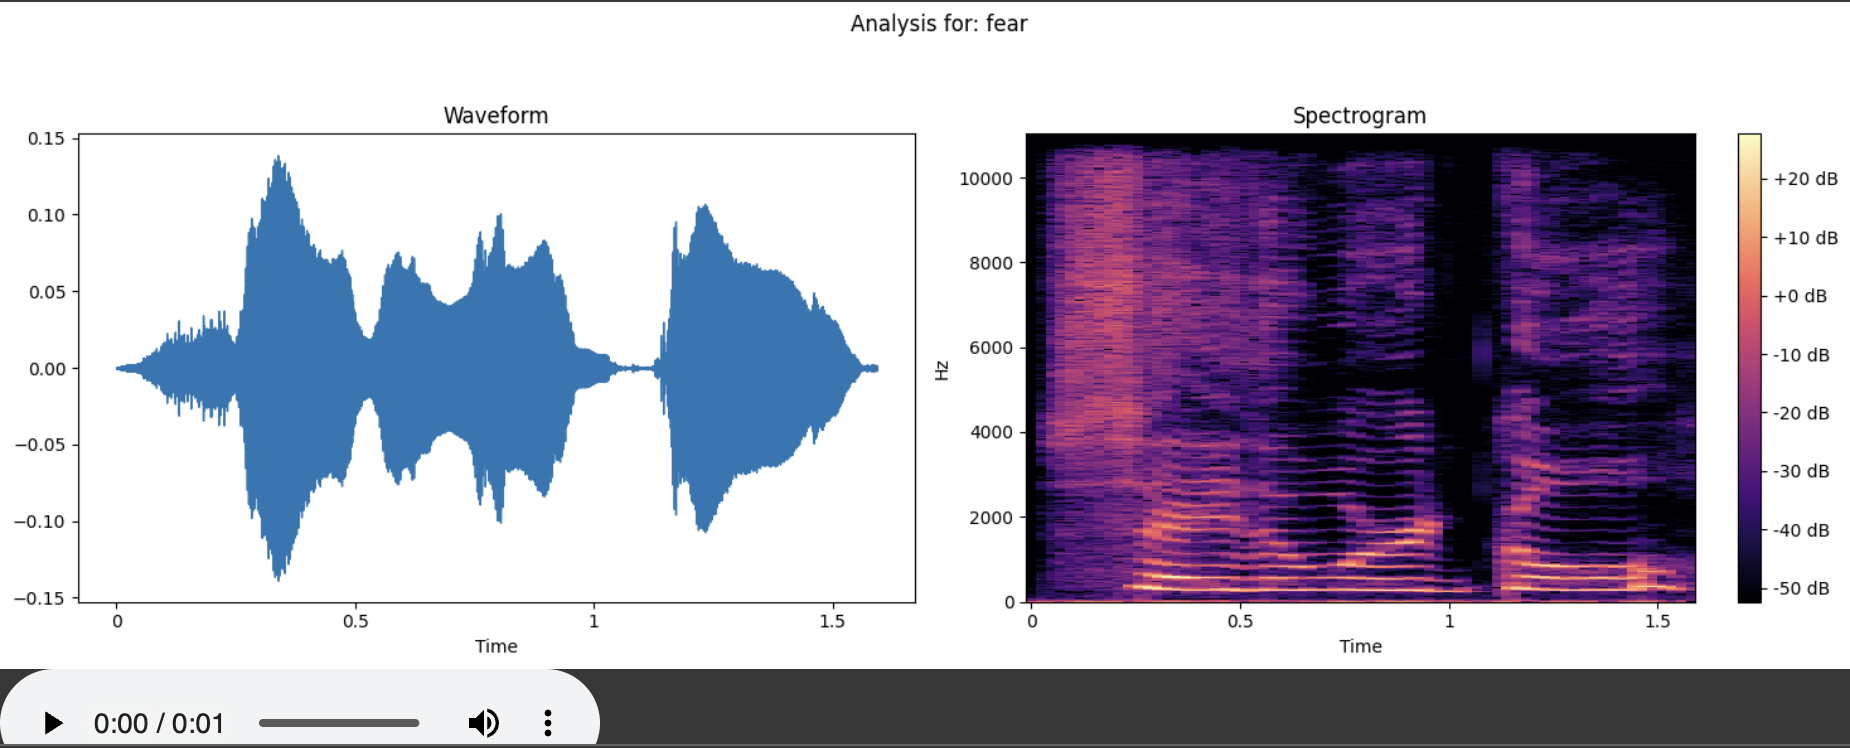 Analysis for: fear
Waveform
0.15
0.10
0.05
0.00
−0.05
−0.10
−0.15
0 0.5 1 1.5
Time
Spectrogram
Hz
10000
8000
6000
4000
2000
0
0 0.5 1 1.5
Time
+20 dB
+10 dB
+0 dB
-10 dB
-20 dB
-30 dB
-40 dB
-50 dB
0:00 / 0:01